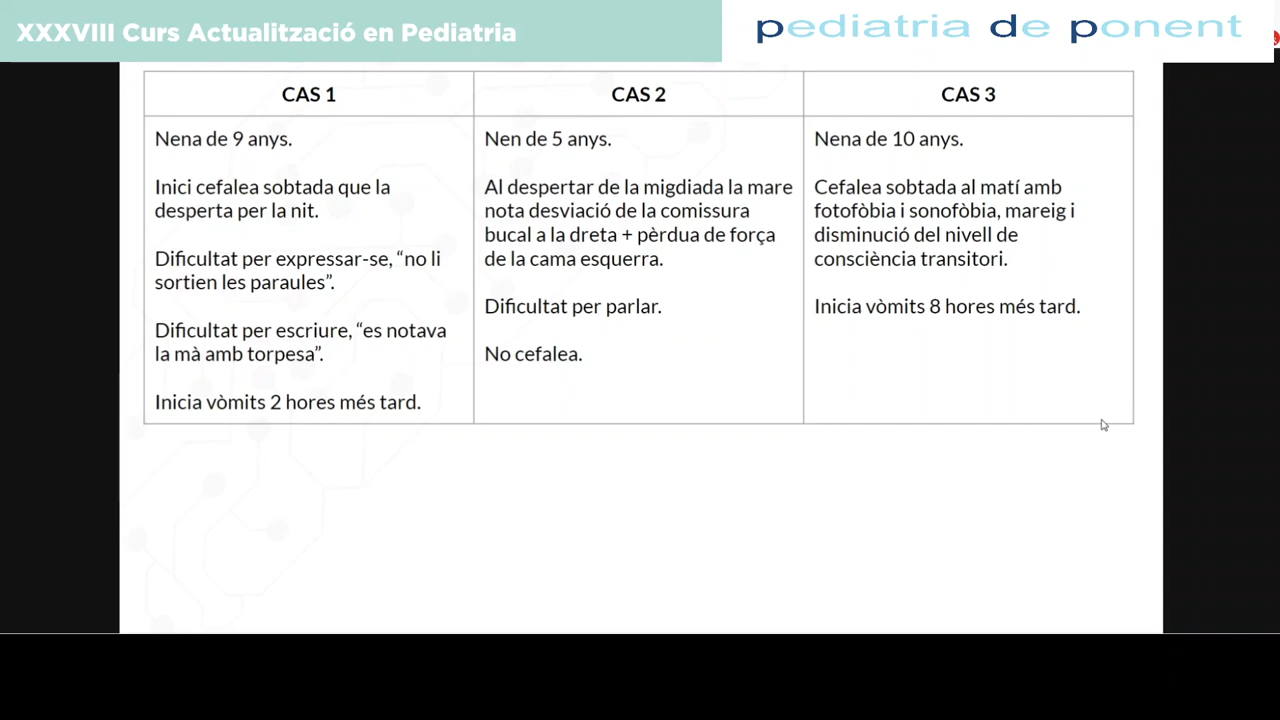 XXXVIII Curs Actualització en Pediatria
pediatria de ponent
CAS 1
Nena de 9 anys.
Inici cefalea sobtada que la
desperta per la nit.
Dificultat per expressar-se, “no li
sortien les paraules”.
Dificultat per escriure, “es notava
la mà amb torpesa”.
Inicia vòmits 2 hores més tard.
CAS 2
Nen de 5 anys.
Al despertar de la migdiada la mare
nota desviació de la comissura
bucal a la dreta + pèrdua de força
de la cama esquerra.
Dificultat per parlar.
No cefalea.
CAS 3
Nena de 10 anys.
Cefalea sobtada al matí amb
fotofòbia i sonofòbia, mareig i
disminució del nivell de
consciència transitori.
Inicia vòmits 8 hores més tard.